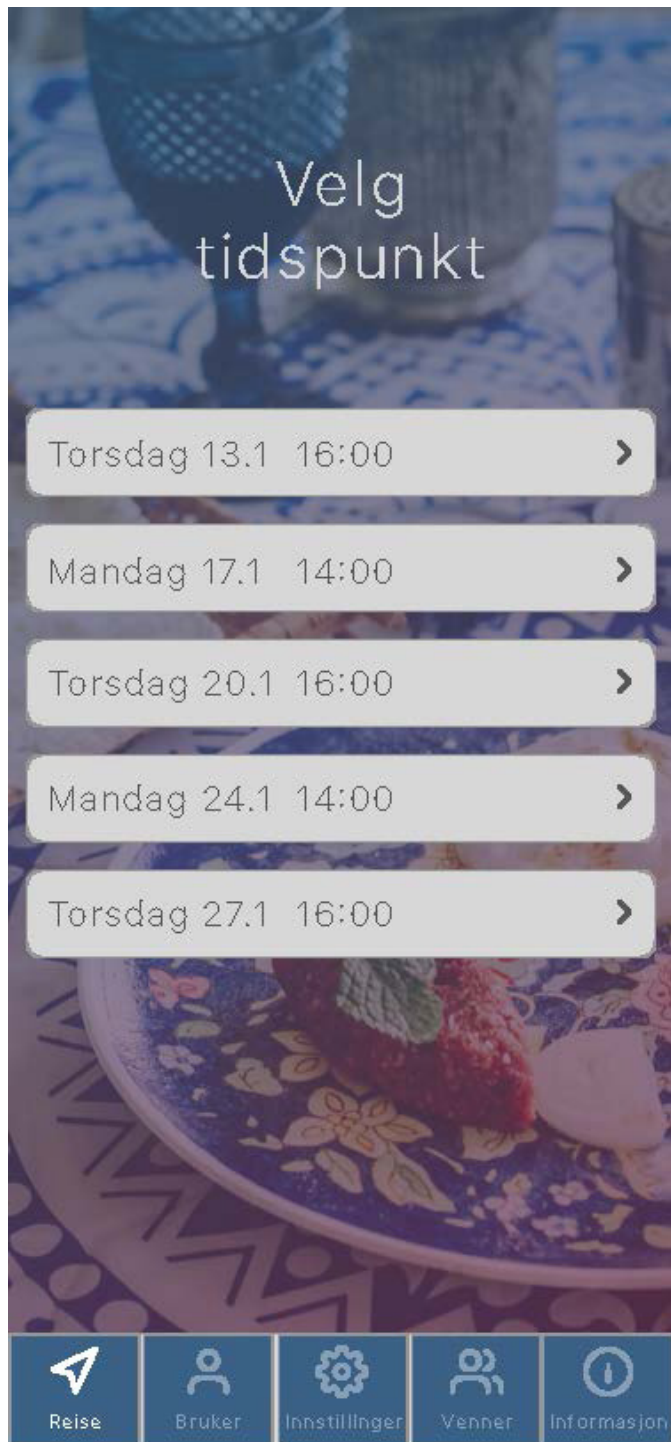 Velg
tidspunkt
Torsdag 13.1 16:00
Mandag 17.1 14:00
Torsdag 20.1 16:00
Mandag 24.1 14:00
Torsdag 27.1 16:00
Reise Bruker Innstillinger Venner Informasjon